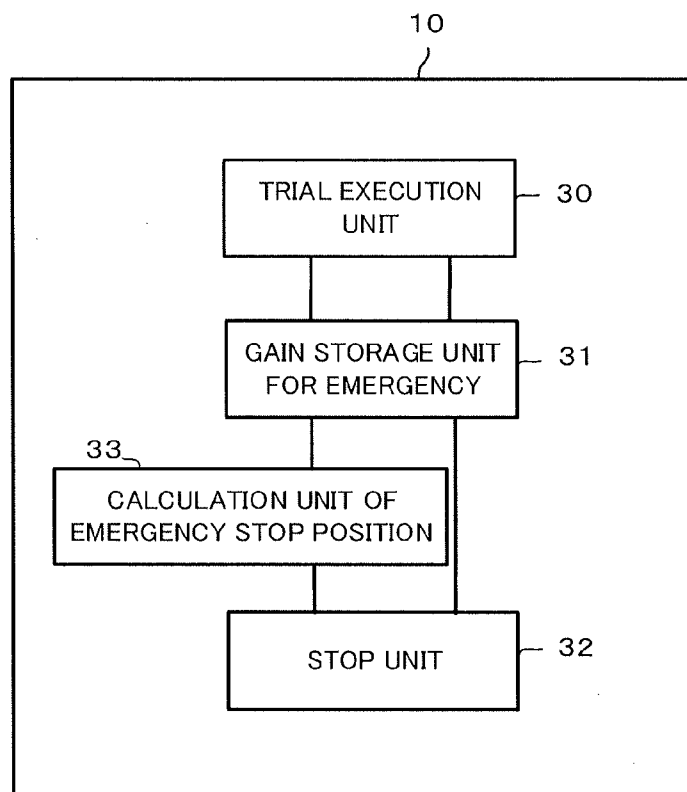 10
TRIAL EXECUTION
UNIT
30
GAIN STORAGE UNIT
FOR EMERGENCY
31
33
CALCULATION UNIT OF
EMERGENCY STOP POSITION
STOP UNIT
32